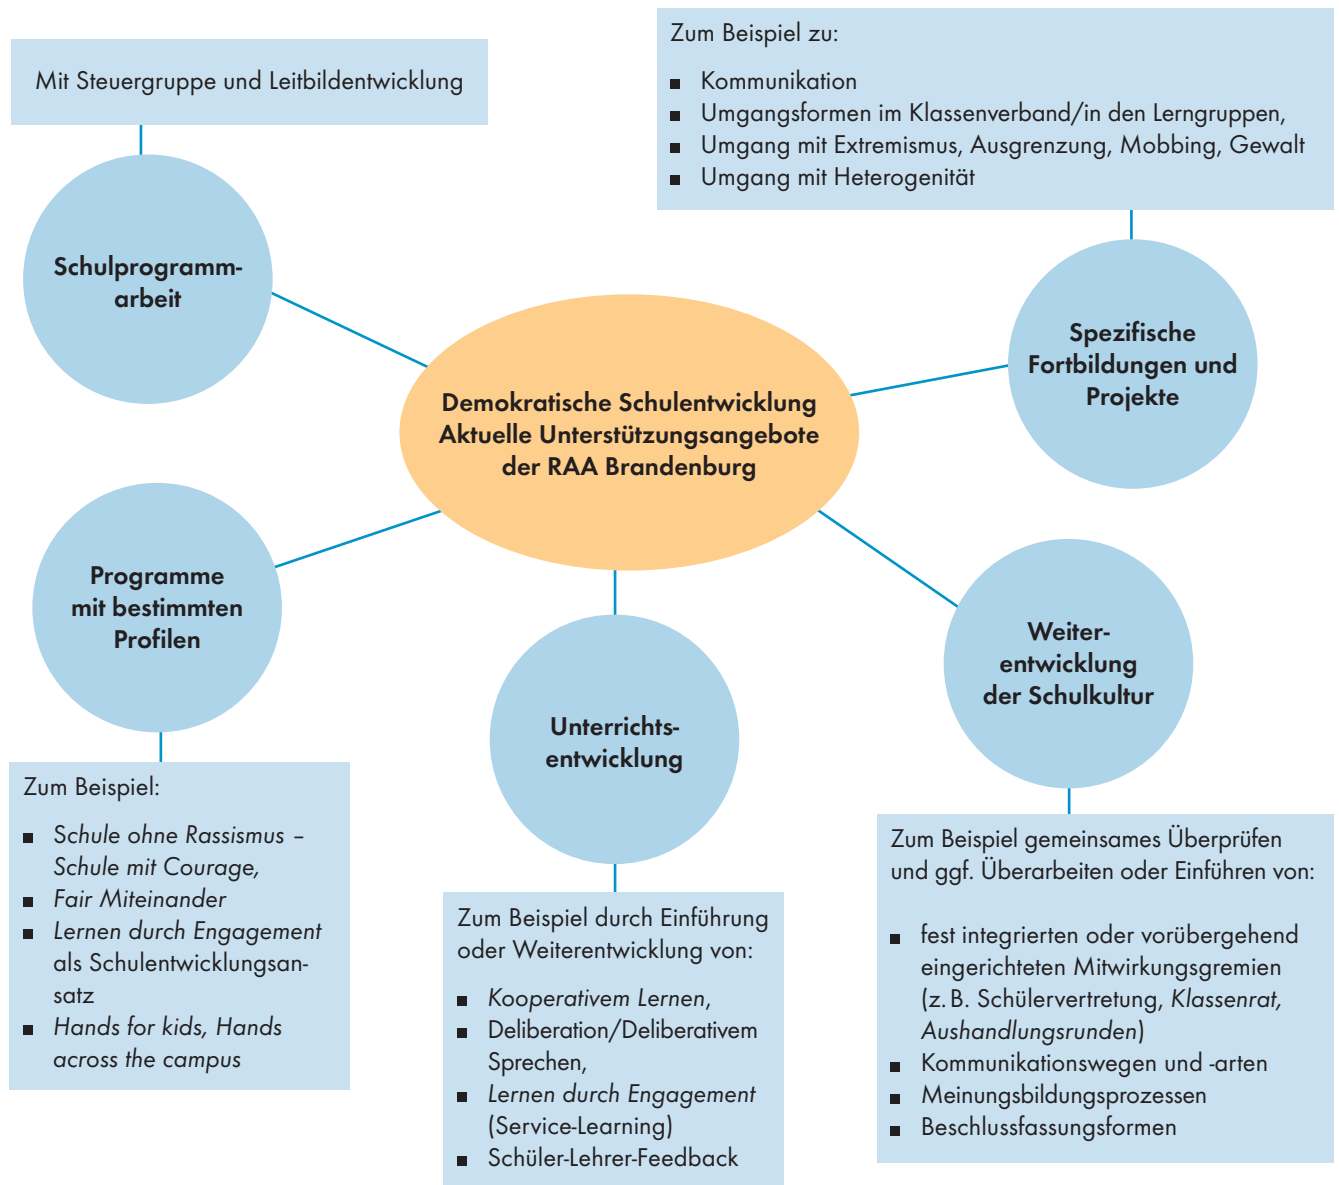 Mit Steuergruppe und Leitbildentwicklung
Zum Beispiel zu:
Kommunikation
Umgangsformen im Klassenverband/in den Lerngruppen,
Umgang mit Extremismus, Ausgrenzung, Mobbing, Gewalt
Umgang mit Heterogenität
Schulprogramm-
arbeit
Spezifische
Fortbildungen und
Projekte
Demokratische Schulentwicklung
Aktuelle Unterstützungsangebote
der RAA Brandenburg
Programme
mit bestimmten
Profilen
Unterrichts-
entwicklung
Weiter-
entwicklung
der Schulkultur
Zum Beispiel:
Schule ohne Rassismus –
Schule mit Courage,
Fair Miteinander
Lernen durch Engagement
als Schulentwicklungsan-
satz
Hands for kids, Hands
across the campus
Zum Beispiel durch Einführung
oder Weiterentwicklung von:
Kooperativem Lernen,
Deliberation/Deliberativem
Sprechen,
Lernen durch Engagement
(Service-Learning)
Schüler-Lehrer-Feedback
Zum Beispiel gemeinsames Überprüfen
und ggf. Überarbeiten oder Einführen von:
fest integrierten oder vorübergehend
eingerichteten Mitwirkungsgremien
(z. B. Schülervertretung, Klassenrat,
Aushandlungsrunden)
Kommunikationswegen und -arten
Meinungsbildungsprozessen
Beschlussfassungsformen